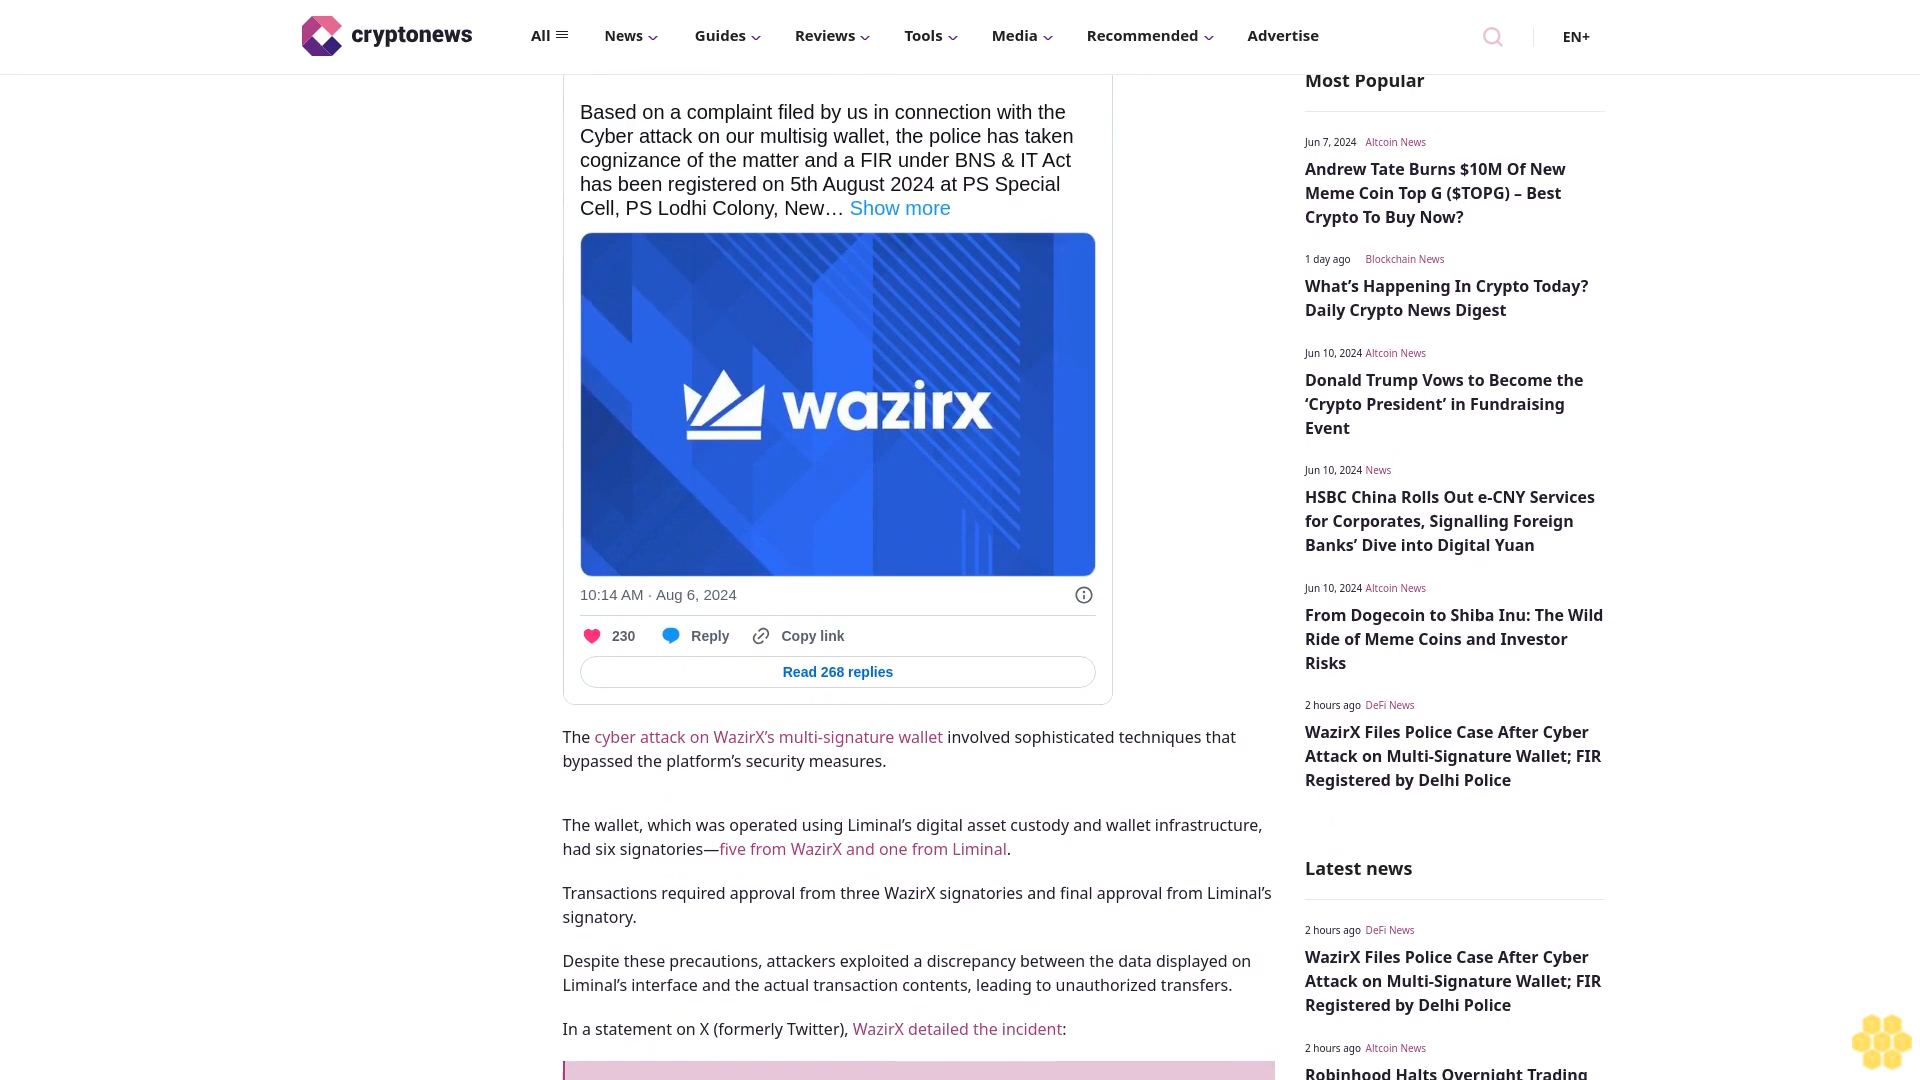 cryptonews
All
News
Guides
Reviews
Tools
Media
Recommended
Advertise
EN+
Based on a complaint filed by us in connection with the
Cyber attack on our multisig wallet, the police has taken
cognizance of the matter and a FIR under BNS & IT Act
has been registered on 5th August 2024 at PS Special
Cell, PS Lodhi Colony, New… Show more
wazirx
10:14 AM · Aug 6, 2024
230
Reply
Copy link
Read 268 replies
The cyber attack on WazirX’s multi-signature wallet involved sophisticated techniques that
bypassed the platform’s security measures.
The wallet, which was operated using Liminal’s digital asset custody and wallet infrastructure,
had six signatories—five from WazirX and one from Liminal.
Transactions required approval from three WazirX signatories and final approval from Liminal’s
signatory.
Despite these precautions, attackers exploited a discrepancy between the data displayed on
Liminal’s interface and the actual transaction contents, leading to unauthorized transfers.
In a statement on X (formerly Twitter), WazirX detailed the incident:
Most Popular
Jun 7, 2024 Altcoin News
Andrew Tate Burns $10M Of New
Meme Coin Top G ($TOPG) – Best
Crypto To Buy Now?
1 day ago Blockchain News
What’s Happening In Crypto Today?
Daily Crypto News Digest
Jun 10, 2024 Altcoin News
Donald Trump Vows to Become the
‘Crypto President’ in Fundraising
Event
Jun 10, 2024 News
HSBC China Rolls Out e-CNY Services
for Corporates, Signalling Foreign
Banks’ Dive into Digital Yuan
Jun 10, 2024 Altcoin News
From Dogecoin to Shiba Inu: The Wild
Ride of Meme Coins and Investor
Risks
2 hours ago DeFi News
WazirX Files Police Case After Cyber
Attack on Multi-Signature Wallet; FIR
Registered by Delhi Police
Latest news
2 hours ago DeFi News
WazirX Files Police Case After Cyber
Attack on Multi-Signature Wallet; FIR
Registered by Delhi Police
2 hours ago Altcoin News
Robinhood Halts Overnight Trading